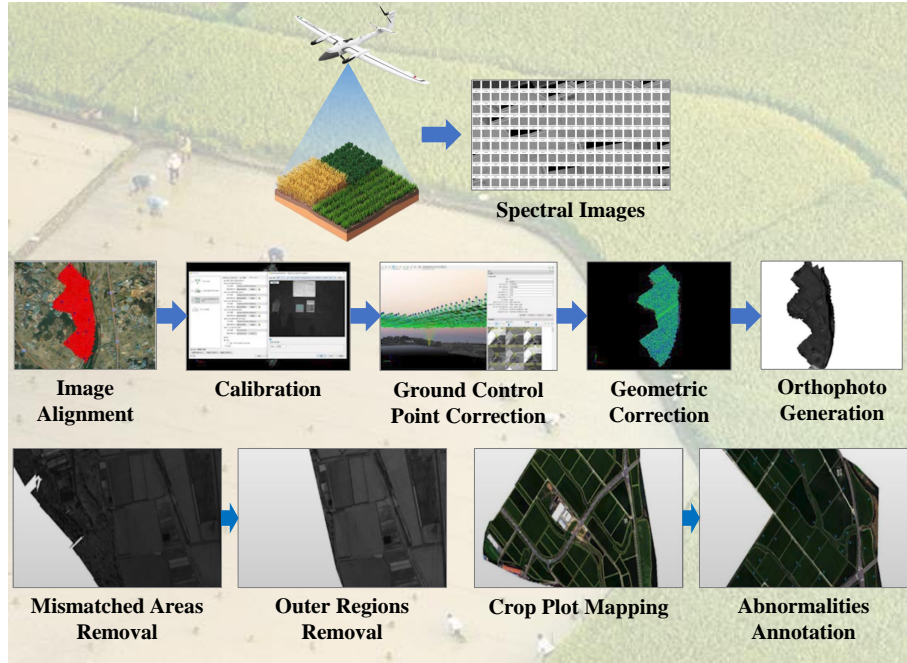 Spectral Images
Image
Alignment
Calibration
Ground Control
Point Correction
Geometric
Correction
Orthophoto
Generation
Mismatched Areas
Removal
Outer Regions
Removal
Crop Plot Mapping
Abnormalities
Annotation